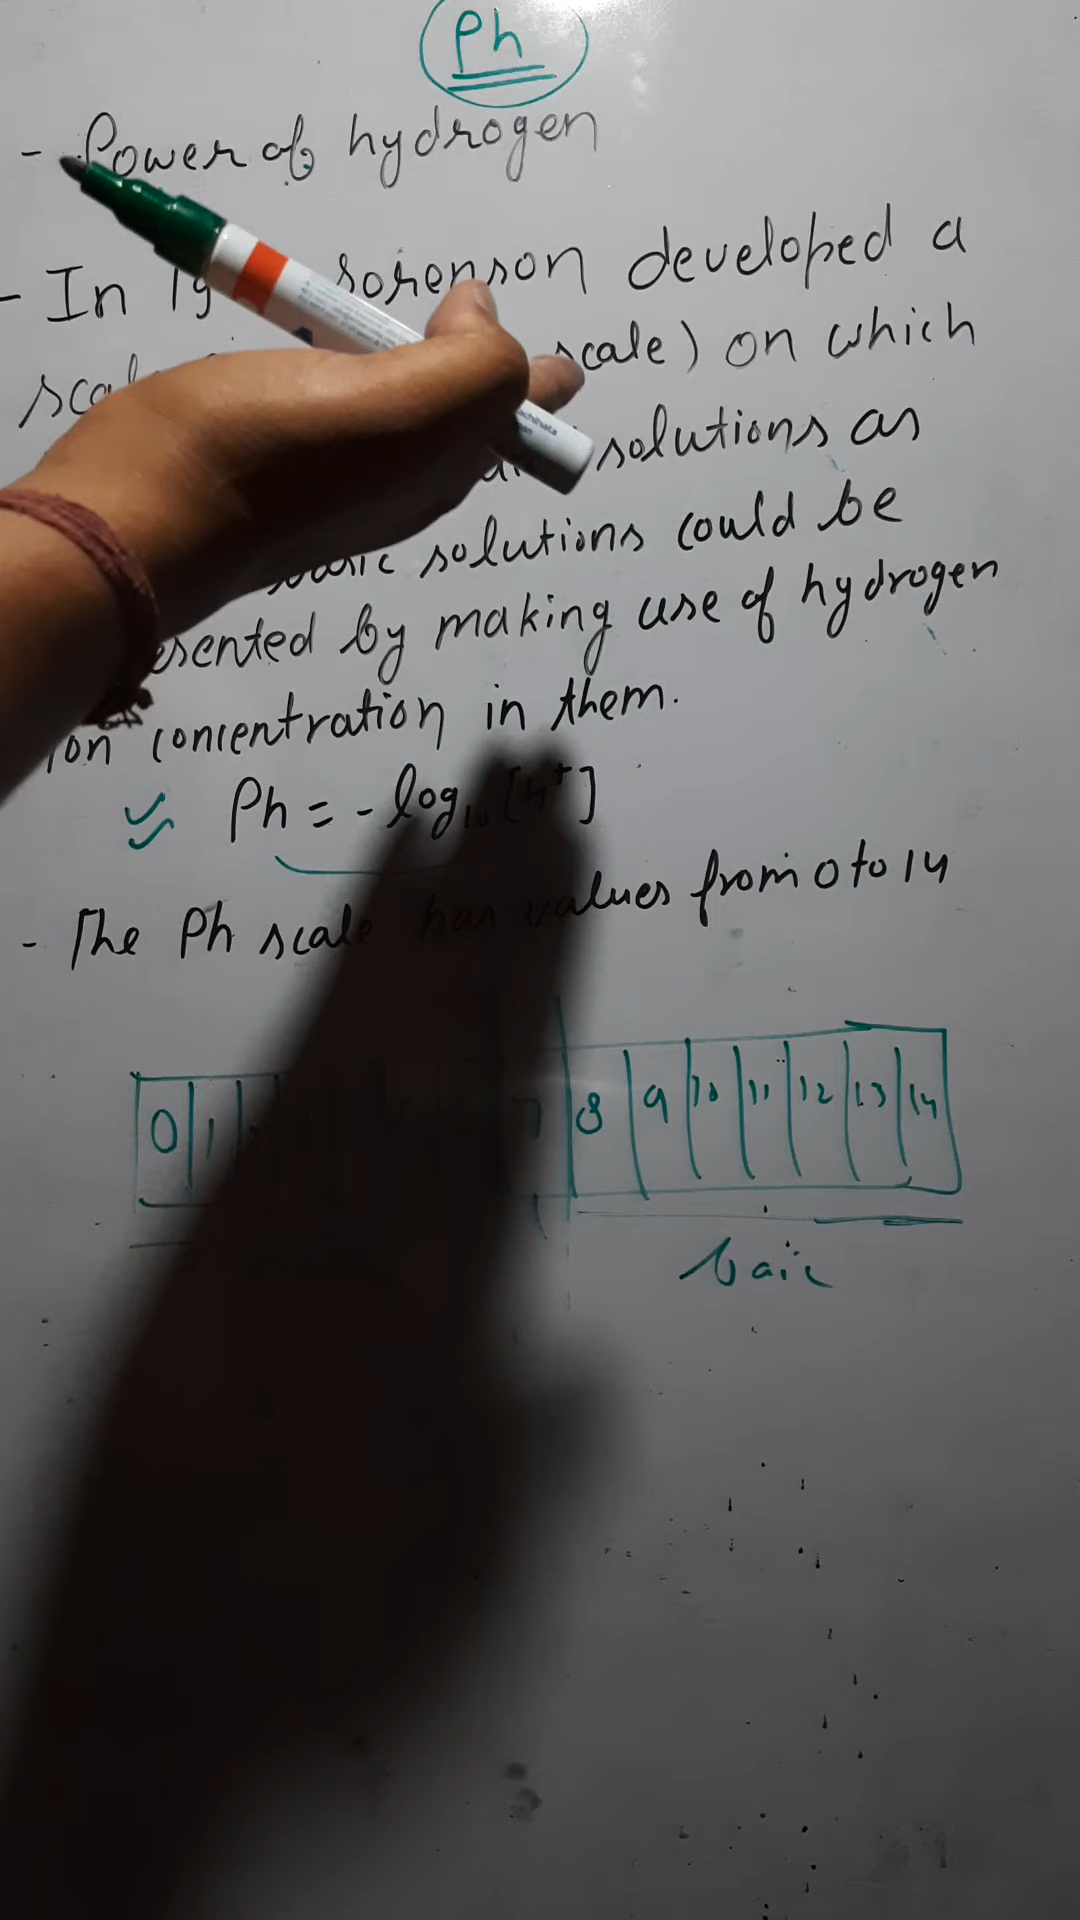 Ph
- Power of hydrogen
- In 19 sorenson developed a
scale) on which
solutions as
solutions could be
by making use of hydrogen
ion concentration in them.
Ph = - log10 [H+]
- The Ph scale has values from 0 to 14
0 1 7 8 9 10 11 12 13 14
baic